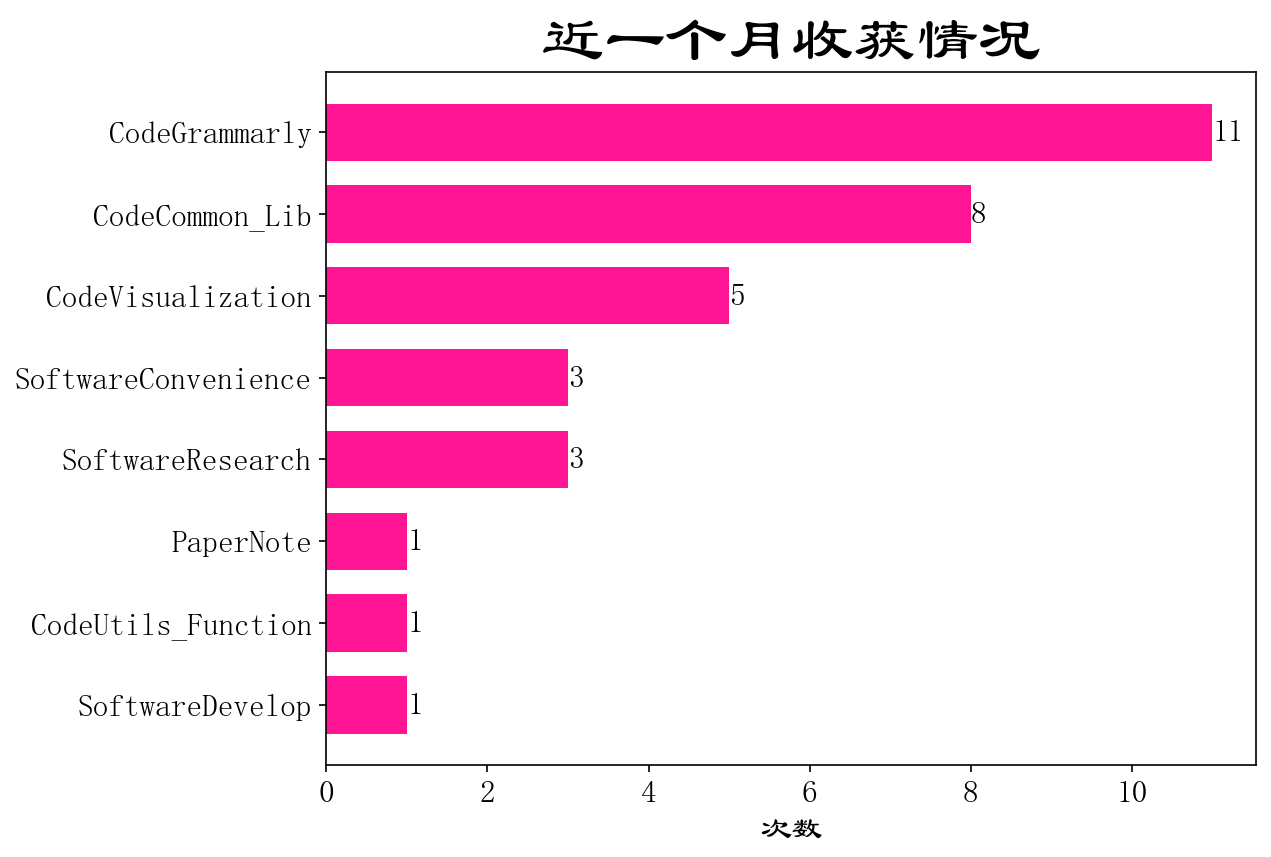 近一个月收获情况
CodeGrammarly
11
CodeCommon_Lib
8
CodeVisualization
5
SoftwareConvenience
3
SoftwareResearch
3
PaperNote
1
CodeUtils_Function
1
SoftwareDevelop
1
0 2 4 6 8 10
次数